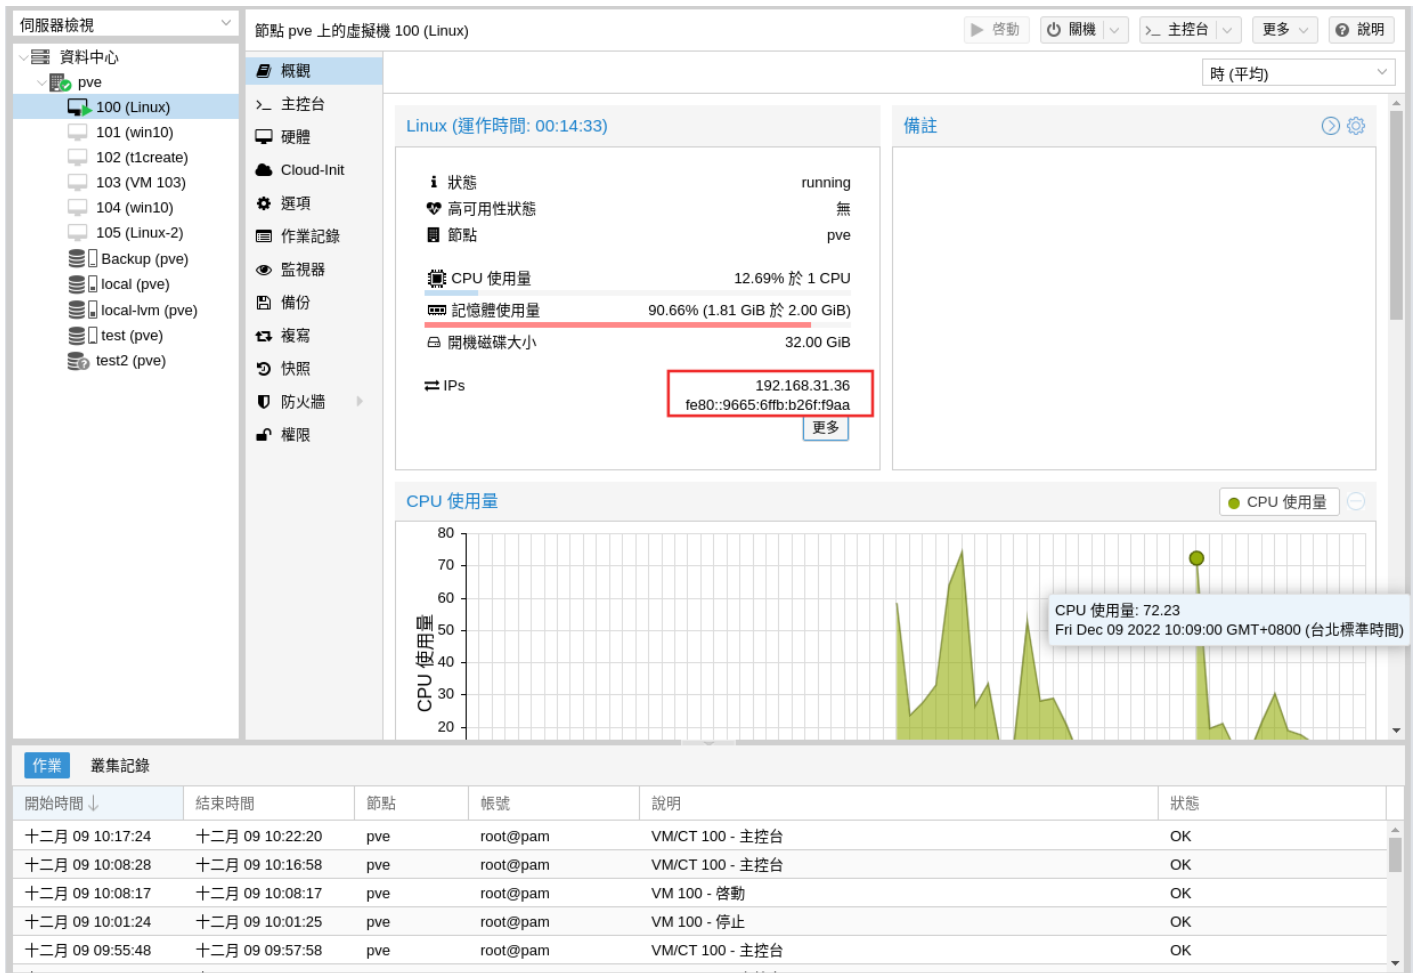 伺服器檢視
節點 pve 上的虛擬機 100 (Linux)
啓動
關機
主控台
更多
說明
資料中心
pve
100 (Linux)
101 (win10)
102 (t1create)
103 (VM 103)
104 (win10)
105 (Linux-2)
Backup (pve)
local (pve)
local-lvm (pve)
test (pve)
test2 (pve)
概觀
主控台
硬體
Cloud-Init
選項
作業記錄
監視器
備份
複寫
快照
防火牆
權限
時 (平均)
Linux (運作時間: 00:14:33)
狀態 running
高可用性狀態 無
節點 pve
CPU 使用量 12.69% 於 1 CPU
記憶體使用量 90.66% (1.81 GiB 於 2.00 GiB)
開機磁碟大小 32.00 GiB
IPs 192.168.31.36
fe80::9665:6ffb:b26f:f9aa
更多
備註
CPU 使用量
CPU 使用量
80
70
60
50
40
30
20
CPU 使用量
CPU 使用量: 72.23
Fri Dec 09 2022 10:09:00 GMT+0800 (台北標準時間)
作業 叢集記錄
開始時間↓ 結束時間 節點 帳號 說明 狀態
十二月 09 10:17:24 十二月 09 10:22:20 pve root@pam VM/CT 100 - 主控台 OK
十二月 09 10:08:28 十二月 09 10:16:58 pve root@pam VM/CT 100 - 主控台 OK
十二月 09 10:08:17 十二月 09 10:08:17 pve root@pam VM 100 - 啓動 OK
十二月 09 10:01:24 十二月 09 10:01:25 pve root@pam VM 100 - 停止 OK
十二月 09 09:55:48 十二月 09 09:57:58 pve root@pam VM/CT 100 - 主控台 OK